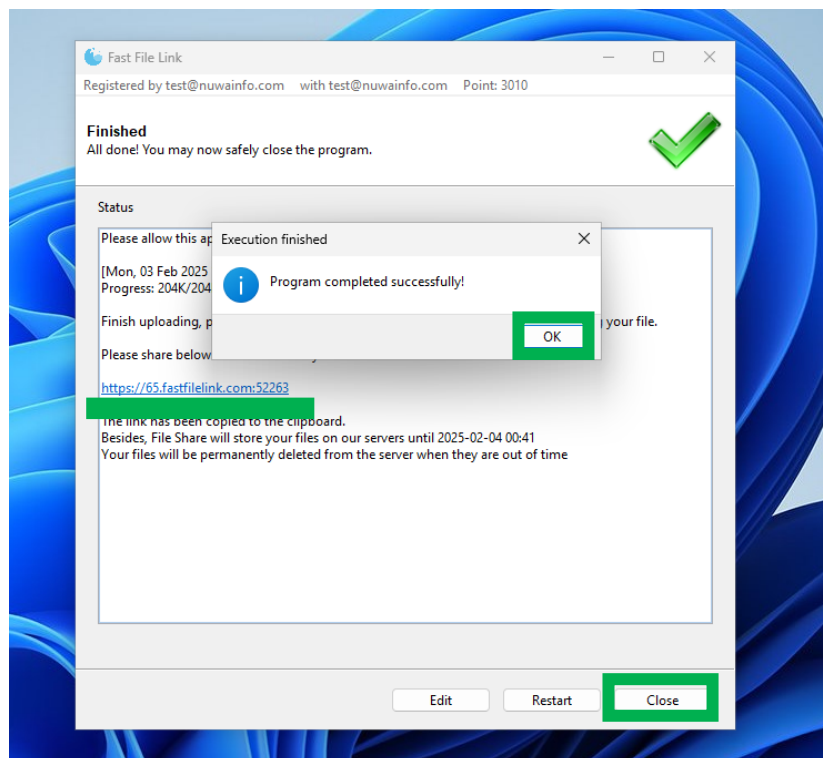 Fast File Link
Registered by test@nuwainfo.com with test@nuwainfo.com Point: 3010
Finished
All done! You may now safely close the program.
Status
Please allow this
Execution finished
[Mon, 03 Feb 2025
Program completed successfully!
Progress: 204K/204
Finish uploading, your file.
OK
Please share below
https://65.fastfilelink.com:52263
The link has been copied to the clipboard.
Besides, File Share will store your files on our servers until 2025-02-04 00:41
Your files will be permanently deleted from the server when they are out of time
Edit
Restart
Close